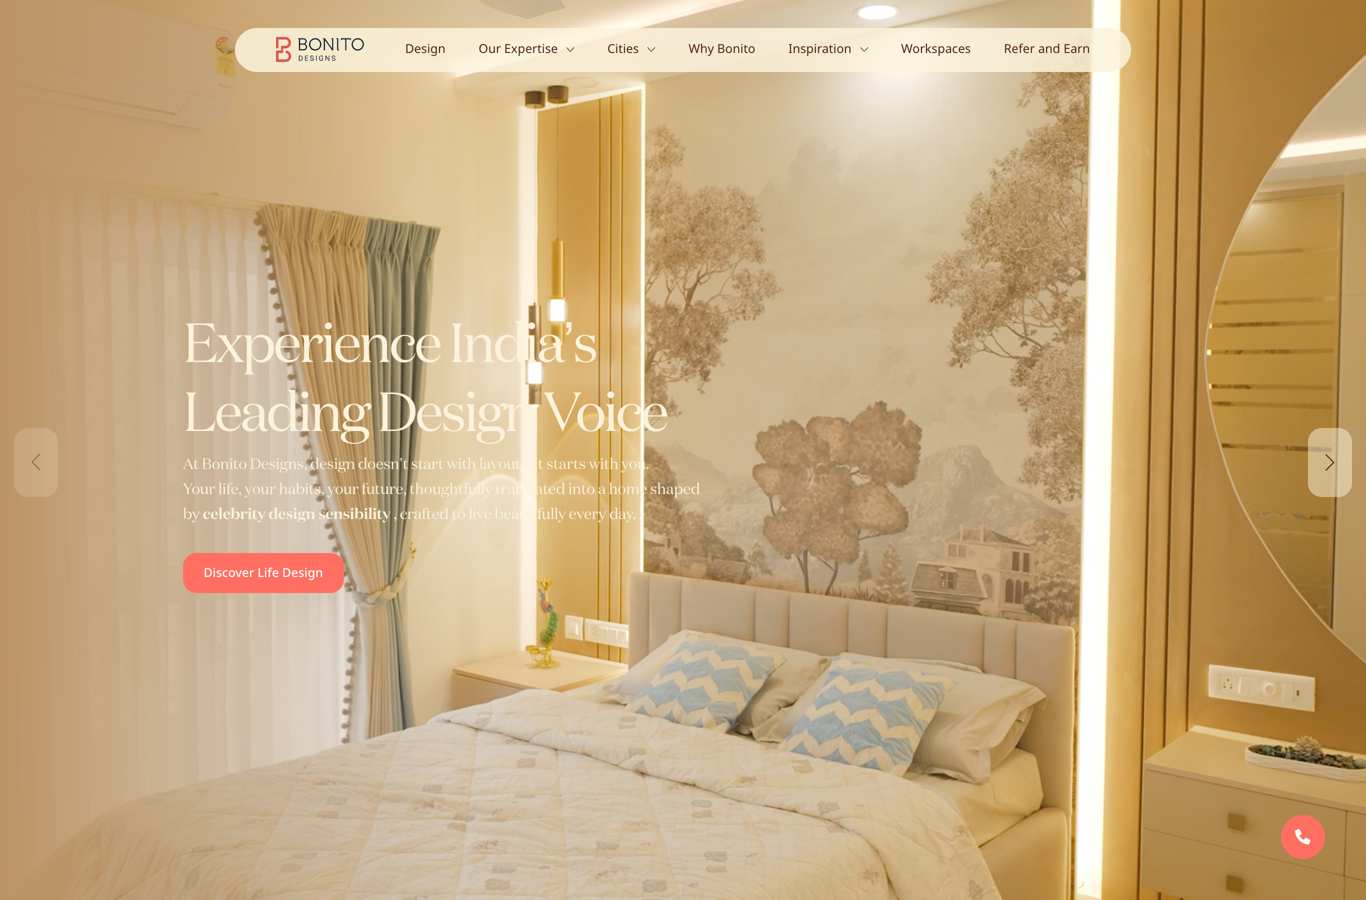 BONITO
DESIGNS
Design
Our Expertise
Cities
Why Bonito
Inspiration
Workspaces
Refer and Earn
Experience India's
Leading Design Voice
At Bonito Designs, design doesn't start with layout, it starts with you.
Your life, your habits, your future, thoughtfully translated into a home shaped
by celebrity design sensibility , crafted to live beautifully every day.
Discover Life Design